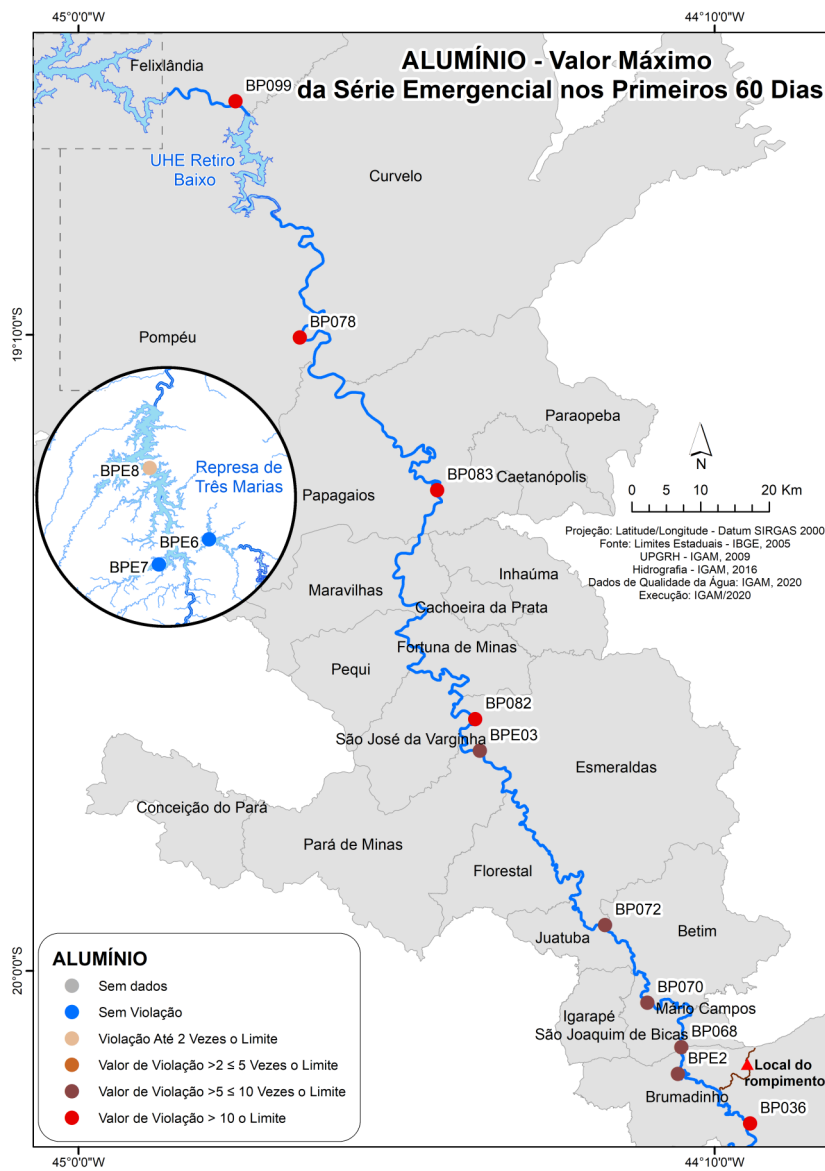 45°0'0"W
44°10'0"W
ALUMÍNIO - Valor Máximo
da Série Emergencial nos Primeiros 60 Dias
Felixlândia
BP099
UHE Retiro
Baixo
Curvelo
19°10'0"S
BP078
Pompéu
Paraopeba
BPE8
Represa de
Três Marias
BP083
Caetanópolis
N
Papagaios
0 5 10 20 Km
BPE6
BPE7
Projeção: Latitude/Longitude - Datum SIRGAS 2000
Fonte: Limites Estaduais - IBGE, 2005
UPGRH - IGAM, 2009
Hidrografia - IGAM, 2016
Dados de Qualidade da Água: IGAM, 2020
Execução: IGAM/2020
Inhaúma
Maravilhas
Cachoeira da Prata
Fortuna de Minas
Pequi
BP082
São José da Varginha
BPE03
Esmeraldas
Conceição do Pará
Pará de Minas
Florestal
BP072
Juatuba
Betim
20°0'0"S
BP070
Mário Campos
Igarapé
São Joaquim de Bicas
BP068
BPE2
Local do
rompimento
Brumadinho
BP036
ALUMÍNIO
Sem dados
Sem Violação
Violação Até 2 Vezes o Limite
Valor de Violação >2 ≤ 5 Vezes o Limite
Valor de Violação >5 ≤ 10 Vezes o Limite
Valor de Violação > 10 o Limite
45°0'0"W
44°10'0"W